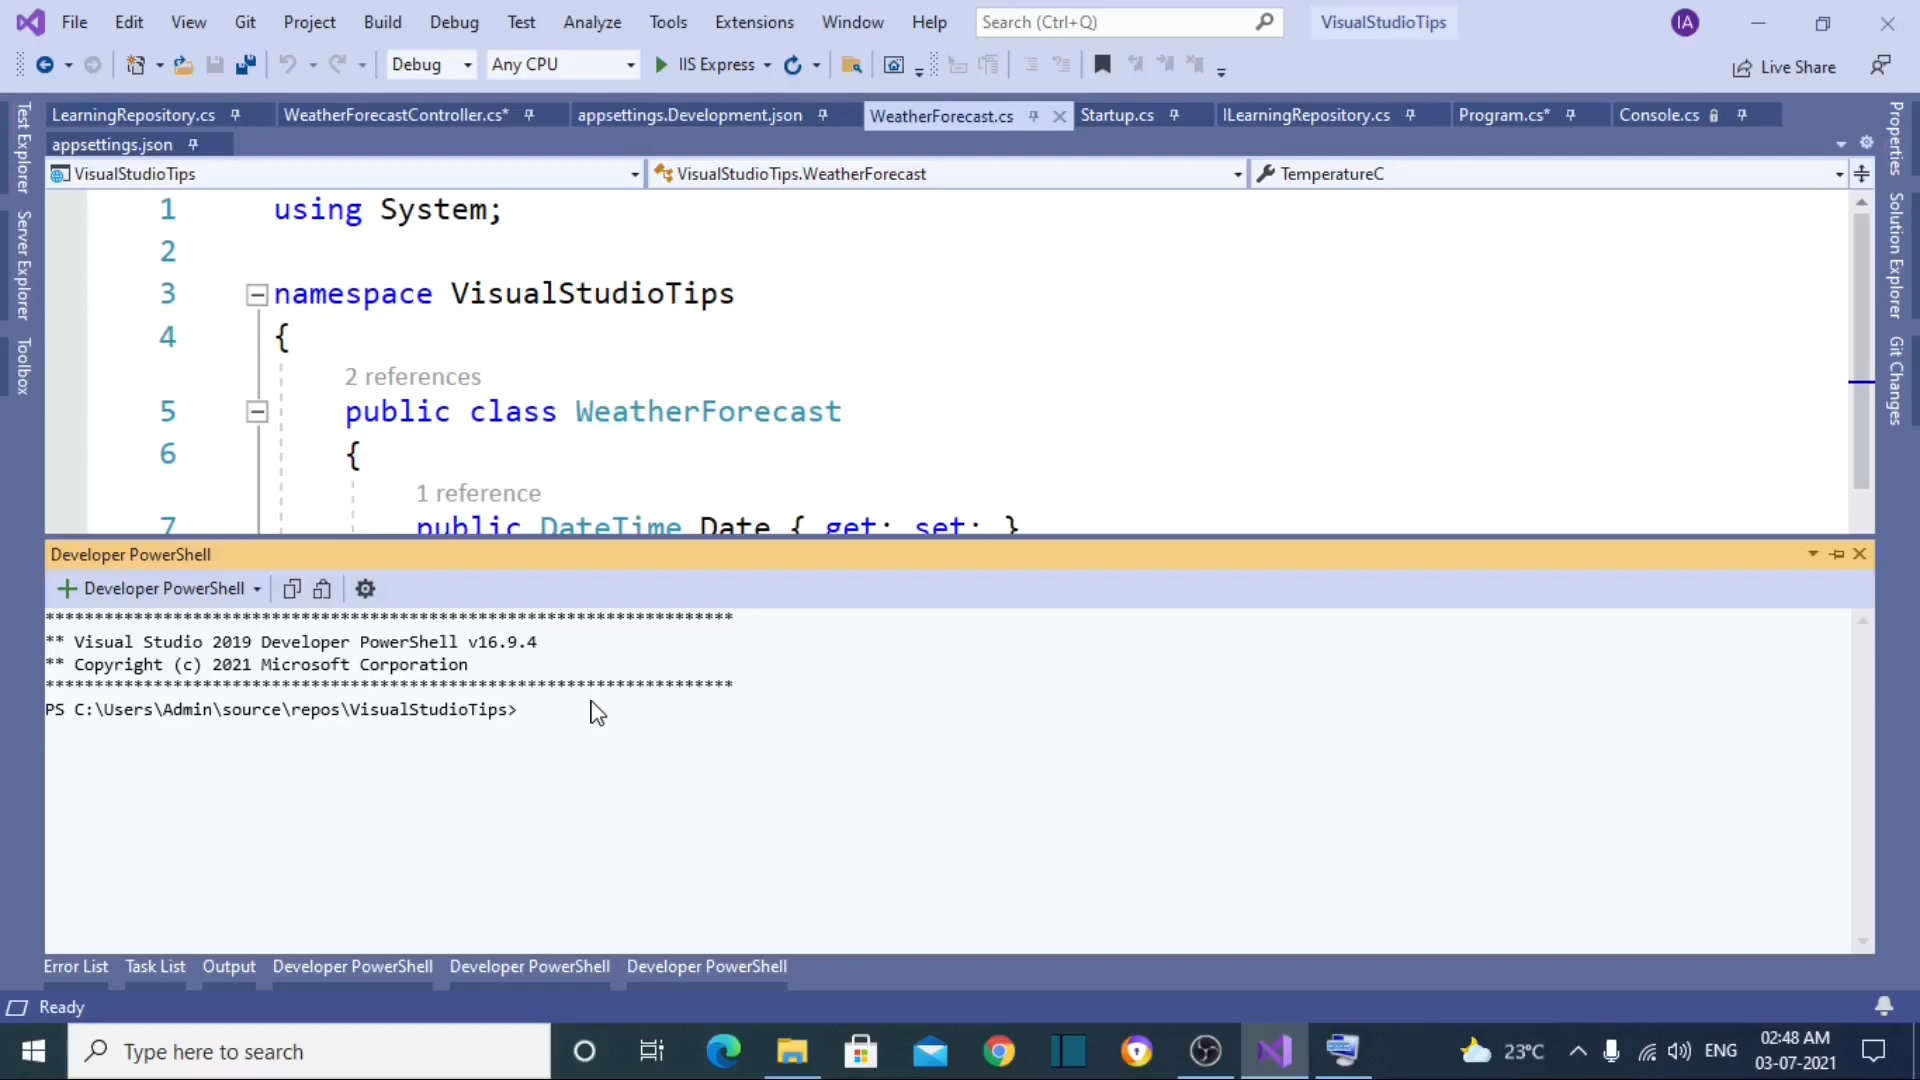 File Edit View Git Project Build Debug Test Analyze Tools Extensions Window Help Search (Ctrl+Q) VisualStudioTips IA
Debug Any CPU IIS Express Live Share
LearningRepository.cs WeatherForecastController.cs* appsettings.Development.json WeatherForecast.cs Startup.cs ILearningRepository.cs Program.cs* Console.cs
appsettings.json
VisualStudioTips VisualStudioTips.WeatherForecast TemperatureC
Test Explorer
Server Explorer
Toolbox
1 using System;
2
3 namespace VisualStudioTips
4 {
2 references
5 public class WeatherForecast
6 {
1 reference
7 public DateTime Date { get; set; }
Properties
Solution Explorer
Git Changes
Developer PowerShell
Developer PowerShell
**********************************************************************
** Visual Studio 2019 Developer PowerShell v16.9.4
** Copyright (c) 2021 Microsoft Corporation
**********************************************************************
PS C:\Users\Admin\source\repos\VisualStudioTips>
Error List Task List Output Developer PowerShell Developer PowerShell Developer PowerShell
Ready
Type here to search 23°C ENG 02:48 AM
03-07-2021